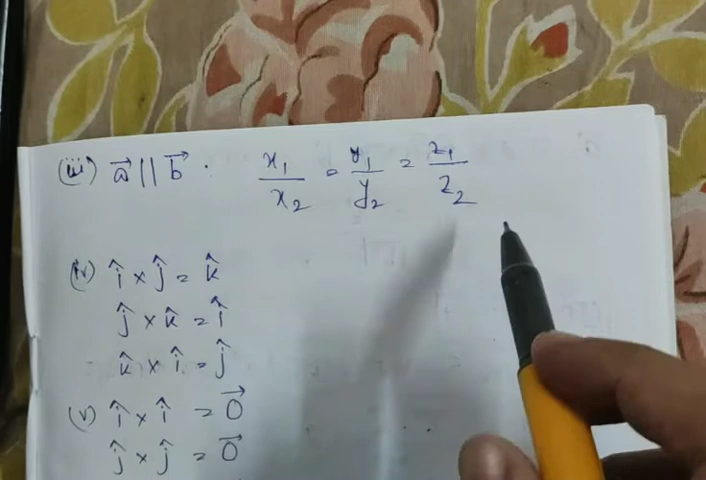 (iii) a⃗ || b⃗ . x₁/x₂ = y₁/y₂ = z₁/z₂
(iv) î × ĵ = k̂
ĵ × k̂ = î
k̂ × î = ĵ
(v) î × î = 0⃗
ĵ × ĵ = 0⃗